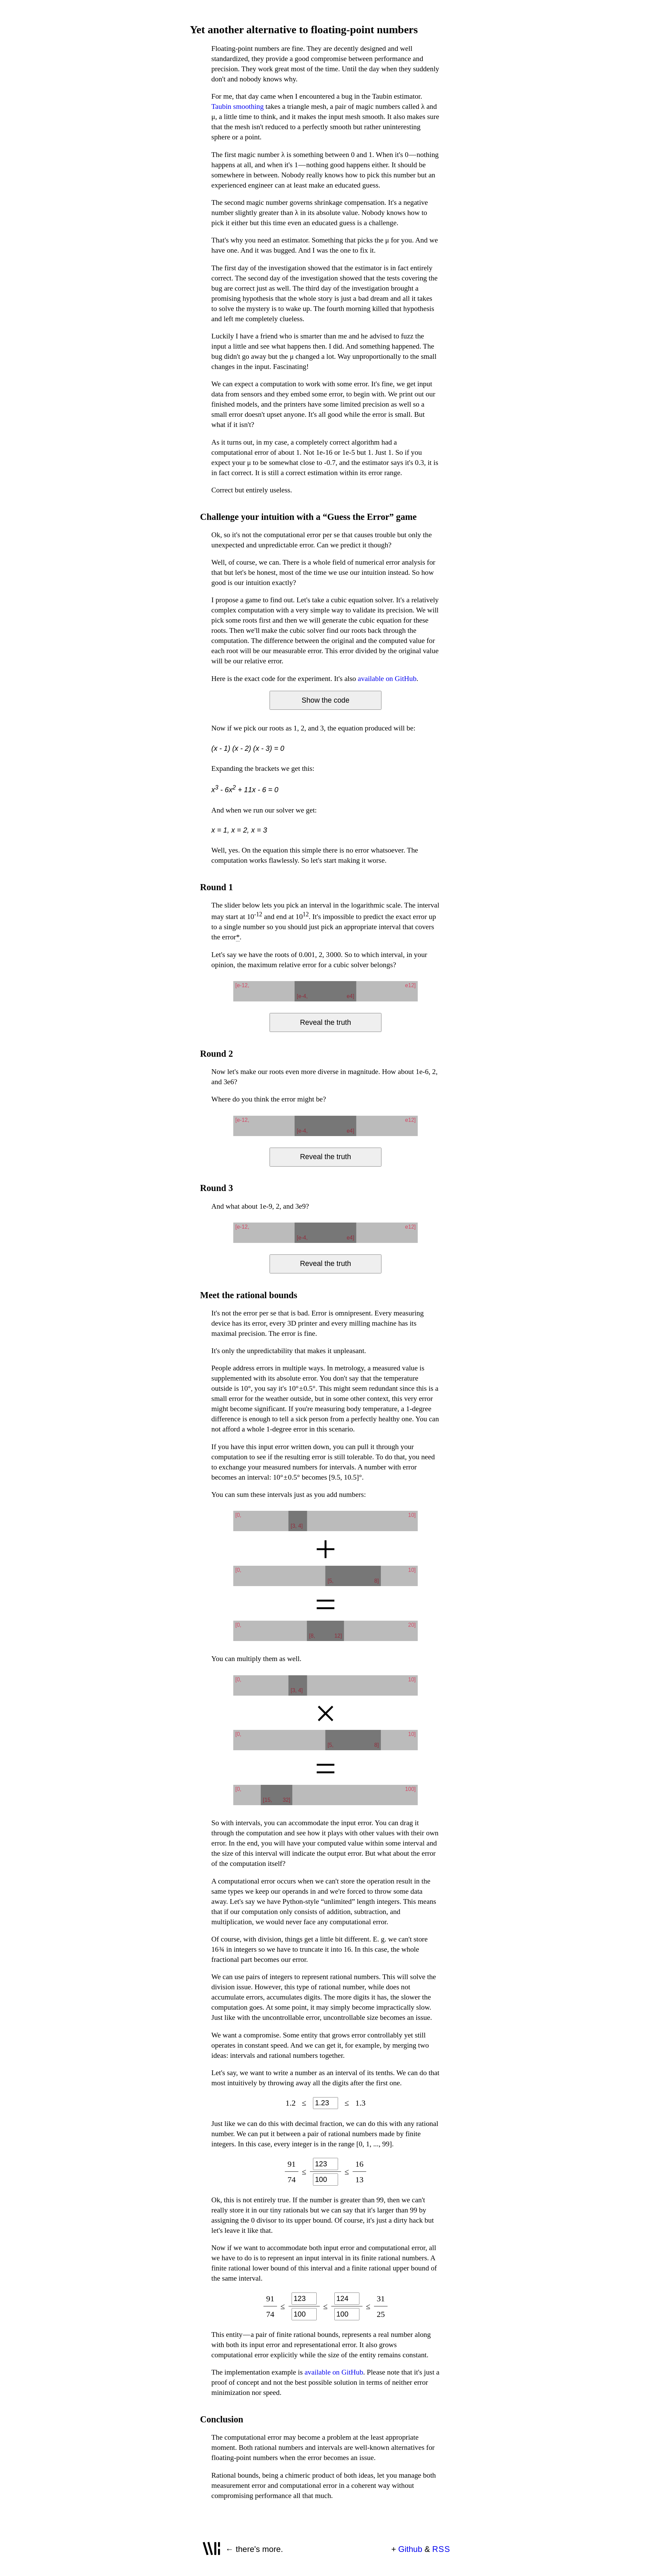 Yet another alternative to floating-point numbers
Floating-point numbers are fine. They are decently designed and well
standardized, they provide a good compromise between performance and
precision. They work great most of the time. Until the day when they suddenly
don't and nobody knows why.
For me, that day came when I encountered a bug in the Taubin estimator.
Taubin smoothing takes a triangle mesh, a pair of magic numbers called λ and
μ, a little time to think, and it makes the input mesh smooth. It also makes sure
that the mesh isn't reduced to a perfectly smooth but rather uninteresting
sphere or a point.
The first magic number λ is something between 0 and 1. When it's 0—nothing
happens at all, and when it's 1—nothing good happens either. It should be
somewhere in between. Nobody really knows how to pick this number but an
experienced engineer can at least make an educated guess.
The second magic number governs shrinkage compensation. It's a negative
number slightly greater than λ in its absolute value. Nobody knows how to
pick it either but this time even an educated guess is a challenge.
That's why you need an estimator. Something that picks the μ for you. And we
have one. And it was bugged. And I was the one to fix it.
The first day of the investigation showed that the estimator is in fact entirely
correct. The second day of the investigation showed that the tests covering the
bug are correct just as well. The third day of the investigation brought a
promising hypothesis that the whole story is just a bad dream and all it takes
to solve the mystery is to wake up. The fourth morning killed that hypothesis
and left me completely clueless.
Luckily I have a friend who is smarter than me and he advised to fuzz the
input a little and see what happens then. I did. And something happened. The
bug didn't go away but the μ changed a lot. Way unproportionally to the small
changes in the input. Fascinating!
We can expect a computation to work with some error. It's fine, we get input
data from sensors and they embed some error, to begin with. We print out our
finished models, and the printers have some limited precision as well so a
small error doesn't upset anyone. It's all good while the error is small. But
what if it isn't?
As it turns out, in my case, a completely correct algorithm had a
computational error of about 1. Not 1e-16 or 1e-5 but 1. Just 1. So if you
expect your μ to be somewhat close to -0.7, and the estimator says it's 0.3, it is
in fact correct. It is still a correct estimation within its error range.
Correct but entirely useless.
Challenge your intuition with a “Guess the Error” game
Ok, so it's not the computational error per se that causes trouble but only the
unexpected and unpredictable error. Can we predict it though?
Well, of course, we can. There is a whole field of numerical error analysis for
that but let's be honest, most of the time we use our intuition instead. So how
good is our intuition exactly?
I propose a game to find out. Let's take a cubic equation solver. It's a relatively
complex computation with a very simple way to validate its precision. We will
pick some roots first and then we will generate the cubic equation for these
roots. Then we'll make the cubic solver find our roots back through the
computation. The difference between the original and the computed value for
each root will be our measurable error. This error divided by the original value
will be our relative error.
Here is the exact code for the experiment. It's also available on GitHub.
Show the code
Now if we pick our roots as 1, 2, and 3, the equation produced will be:
(x - 1) (x - 2) (x - 3) = 0
Expanding the brackets we get this:
x3 - 6x2 + 11x - 6 = 0
And when we run our solver we get:
x = 1, x = 2, x = 3
Well, yes. On the equation this simple there is no error whatsoever. The
computation works flawlessly. So let's start making it worse.
Round 1
The slider below lets you pick an interval in the logarithmic scale. The interval
may start at 10-12 and end at 1012. It's impossible to predict the exact error up
to a single number so you should just pick an appropriate interval that covers
the error*.
Let's say we have the roots of 0.001, 2, 3000. So to which interval, in your
opinion, the maximum relative error for a cubic solver belongs?
[e-12, e12]
[e-4, e4]
Reveal the truth
Round 2
Now let's make our roots even more diverse in magnitude. How about 1e-6, 2,
and 3e6?
Where do you think the error might be?
[e-12, e12]
[e-4, e4]
Reveal the truth
Round 3
And what about 1e-9, 2, and 3e9?
[e-12, e12]
[e-4, e4]
Reveal the truth
Meet the rational bounds
It's not the error per se that is bad. Error is omnipresent. Every measuring
device has its error, every 3D printer and every milling machine has its
maximal precision. The error is fine.
It's only the unpredictability that makes it unpleasant.
People address errors in multiple ways. In metrology, a measured value is
supplemented with its absolute error. You don't say that the temperature
outside is 10°, you say it's 10°±0.5°. This might seem redundant since this is a
small error for the weather outside, but in some other context, this very error
might become significant. If you're measuring body temperature, a 1-degree
difference is enough to tell a sick person from a perfectly healthy one. You can
not afford a whole 1-degree error in this scenario.
If you have this input error written down, you can pull it through your
computation to see if the resulting error is still tolerable. To do that, you need
to exchange your measured numbers for intervals. A number with error
becomes an interval: 10°±0.5° becomes [9.5, 10.5]°.
You can sum these intervals just as you add numbers:
[0, 10]
[3, 4]
+
[0, 10]
[5, 8]
=
[0, 20]
[8, 12]
You can multiply them as well.
[0, 10]
[3, 4]
×
[0, 10]
[5, 8]
=
[0, 100]
[15, 32]
So with intervals, you can accommodate the input error. You can drag it
through the computation and see how it plays with other values with their own
error. In the end, you will have your computed value within some interval and
the size of this interval will indicate the output error. But what about the error
of the computation itself?
A computational error occurs when we can't store the operation result in the
same types we keep our operands in and we're forced to throw some data
away. Let's say we have Python-style “unlimited” length integers. This means
that if our computation only consists of addition, subtraction, and
multiplication, we would never face any computational error.
Of course, with division, things get a little bit different. E. g. we can't store
16¾ in integers so we have to truncate it into 16. In this case, the whole
fractional part becomes our error.
We can use pairs of integers to represent rational numbers. This will solve the
division issue. However, this type of rational number, while does not
accumulate errors, accumulates digits. The more digits it has, the slower the
computation goes. At some point, it may simply become impractically slow.
Just like with the uncontrollable error, uncontrollable size becomes an issue.
We want a compromise. Some entity that grows error controllably yet still
operates in constant speed. And we can get it, for example, by merging two
ideas: intervals and rational numbers together.
Let's say, we want to write a number as an interval of its tenths. We can do that
most intuitively by throwing away all the digits after the first one.
1.2 ≤ 1.23 ≤ 1.3
Just like we can do this with decimal fraction, we can do this with any rational
number. We can put it between a pair of rational numbers made by finite
integers. In this case, every integer is in the range [0, 1, ..., 99].
91 123 16
≤ ≤
74 100 13
Ok, this is not entirely true. If the number is greater than 99, then we can't
really store it in our tiny rationals but we can say that it's larger than 99 by
assigning the 0 divisor to its upper bound. Of course, it's just a dirty hack but
let's leave it like that.
Now if we want to accommodate both input error and computational error, all
we have to do is to represent an input interval in its finite rational numbers. A
finite rational lower bound of this interval and a finite rational upper bound of
the same interval.
91 123 124 31
≤ ≤ ≤
74 100 100 25
This entity—a pair of finite rational bounds, represents a real number along
with both its input error and representational error. It also grows
computational error explicitly while the size of the entity remains constant.
The implementation example is available on GitHub. Please note that it's just a
proof of concept and not the best possible solution in terms of neither error
minimization nor speed.
Conclusion
The computational error may become a problem at the least appropriate
moment. Both rational numbers and intervals are well-known alternatives for
floating-point numbers when the error becomes an issue.
Rational bounds, being a chimeric product of both ideas, let you manage both
measurement error and computational error in a coherent way without
compromising performance all that much.
← there's more.
+ Github & RSS